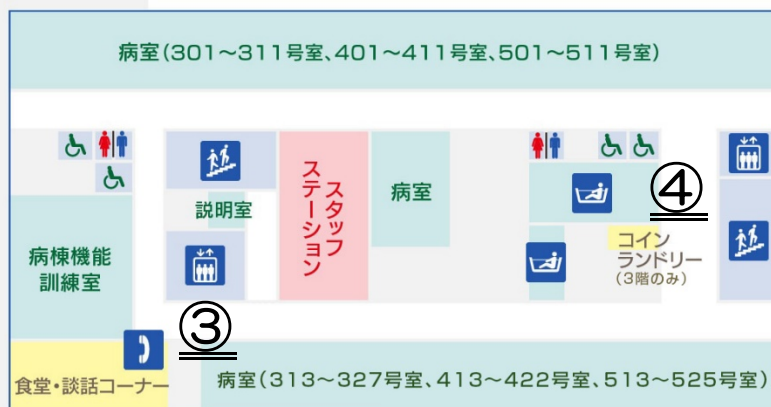 病室(301～311号室、401～411号室、501～511号室)
説明室
スタッフ
ステーション
病室
④
コイン
ランドリー
(3階のみ)
病棟機能
訓練室
③
食堂・談話コーナー
病室(313～327号室、413～422号室、513～525号室)